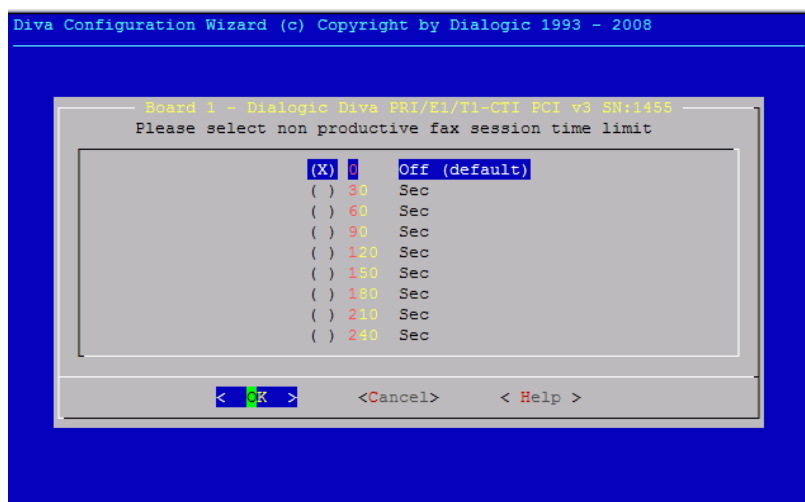 Diva Configuration Wizard (c) Copyright by Dialogic 1993 - 2008
Board 1 - Dialogic Diva PRI/E1/T1-CTI PCI v3 SN:1455
Please select non productive fax session time limit
(X) 0 Off (default)
( ) 30 Sec
( ) 60 Sec
( ) 90 Sec
( ) 120 Sec
( ) 150 Sec
( ) 180 Sec
( ) 210 Sec
( ) 240 Sec
< OK > <Cancel> < Help >